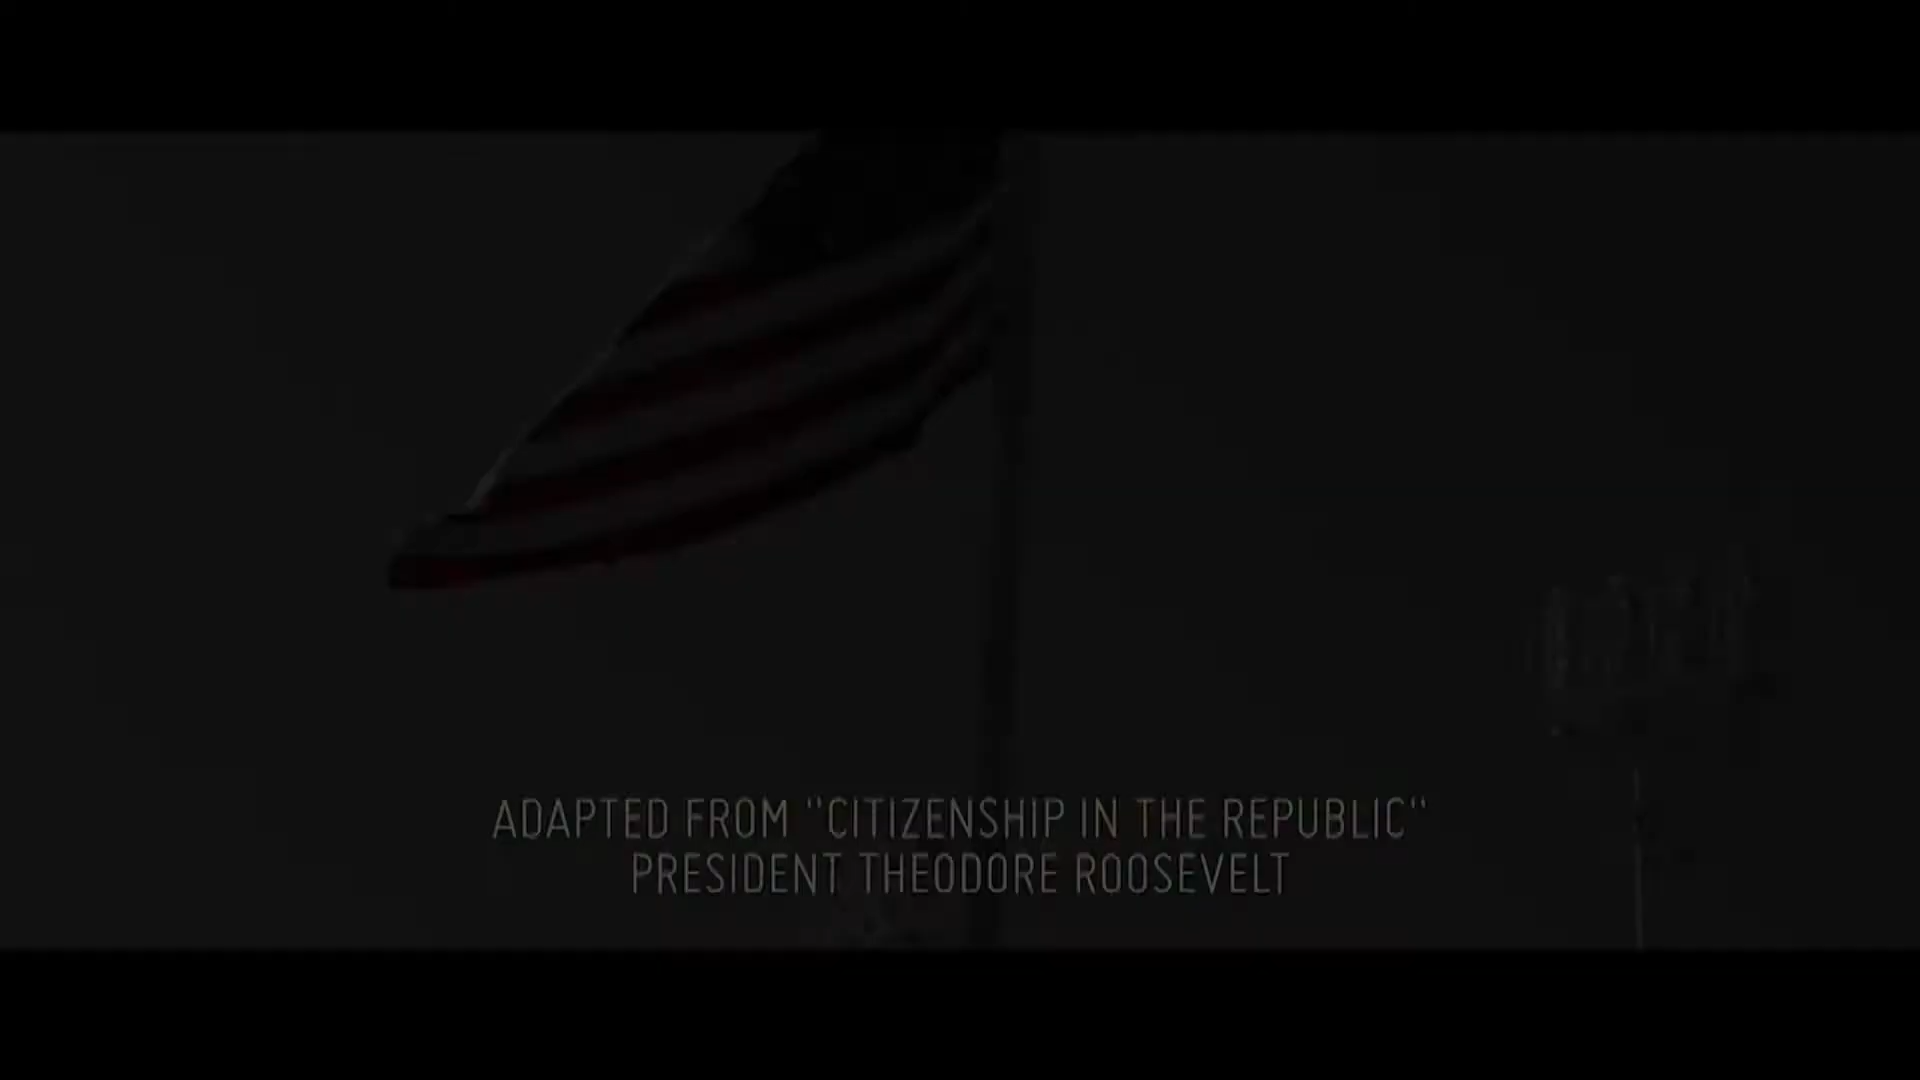 ADAPTED FROM "CITIZENSHIP IN THE REPUBLIC"
PRESIDENT THEODORE ROOSEVELT